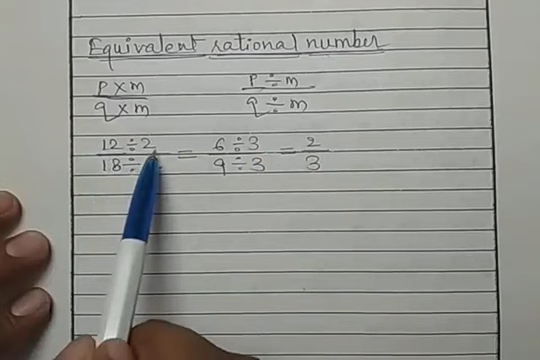 Equivalent rational number
p × m / q × m    p ÷ m / q ÷ m
12 ÷ 2 / 18 ÷ = 6 ÷ 3 / 9 ÷ 3 = 2 / 3